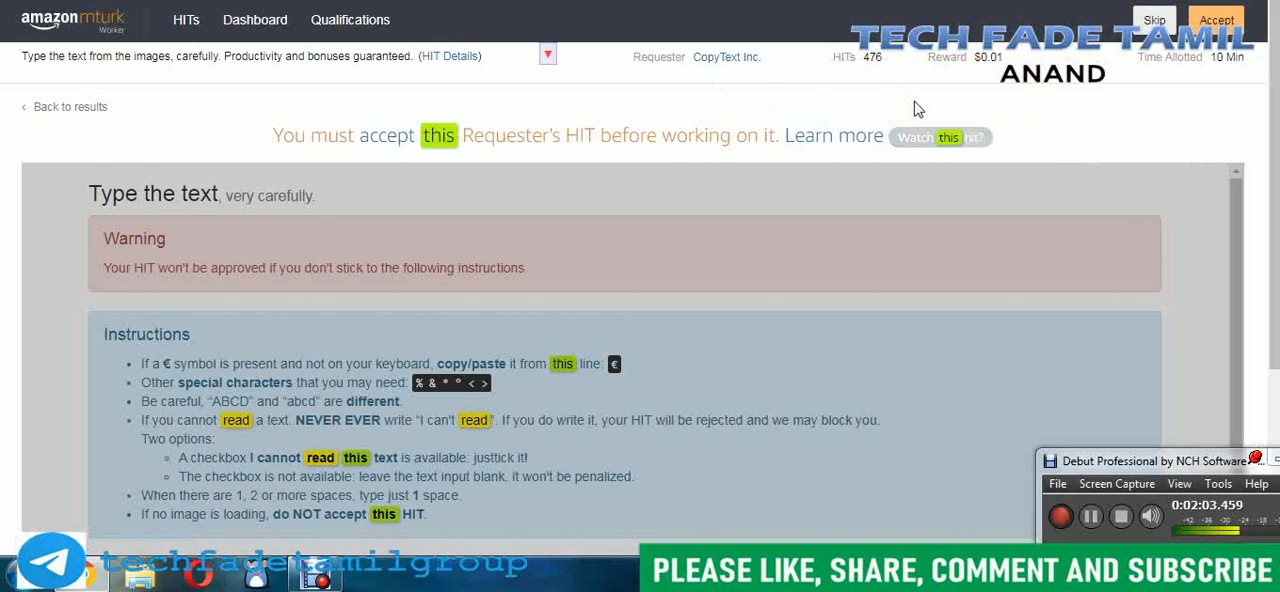 amazonmturk
Worker
HITs Dashboard Qualifications
Skip Accept
TECH FADE TAMIL
ANAND
Type the text from the images, carefully. Productivity and bonuses guaranteed. (HIT Details)
Requester CopyText Inc. HITs 476 Reward $0.01 Time Allotted 10 Min
‹ Back to results
You must accept this Requester's HIT before working on it. Learn more Watch this hit?
Type the text, very carefully.
Warning
Your HIT won't be approved if you don't stick to the following instructions
Instructions
• If a € symbol is present and not on your keyboard, copy/paste it from this line: €
• Other special characters that you may need: % & * ° < >
• Be careful, “ABCD” and “abcd” are different.
• If you cannot read a text. NEVER EVER write “I can't read”. If you do write it, your HIT will be rejected and we may block you.
Two options:
A checkbox I cannot read this text is available: justtick it!
The checkbox is not available: leave the text input blank, it won't be penalized.
• When there are 1, 2 or more spaces, type just 1 space.
• If no image is loading, do NOT accept this HIT.
Debut Professional by NCH Software
File Screen Capture View Tools Help
0:02:03.459
-42 -36 -30 -24 -18
techfadetamilgroup
PLEASE LIKE, SHARE, COMMENT AND SUBSCRIBE